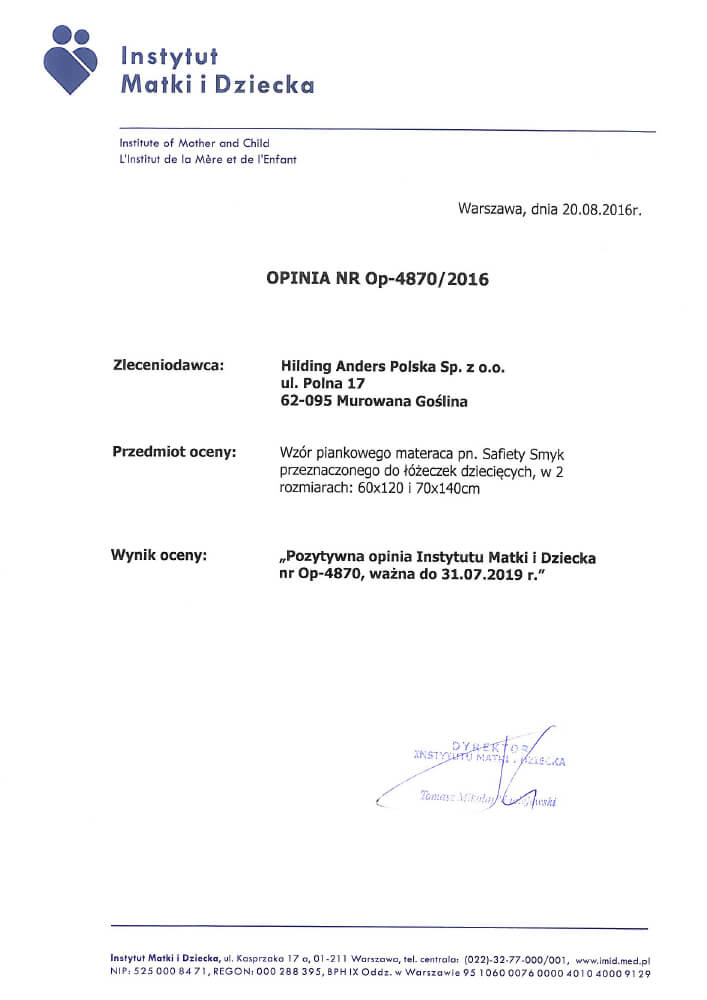 Instytut
Matki i Dziecka
Institute of Mother and Child
L'Institut de la Mère et de l'Enfant
Warszawa, dnia 20.08.2016r.
OPINIA NR Op-4870/2016
Zleceniodawca:
Hilding Anders Polska Sp. z o.o.
ul. Polna 17
62-095 Murowana Goślina
Przedmiot oceny:
Wzór piankowego materaca pn. Safiety Smyk
przeznaczonego do łóżeczek dziecięcych, w 2
rozmiarach: 60x120 i 70x140cm
Wynik oceny:
„Pozytywna opinia Instytutu Matki i Dziecka
nr Op-4870, ważna do 31.07.2019 r."
DYREKTOR
INSTYTUTU MATKI I DZIECKA
Tomasz Mikołaj
Instytut Matki i Dziecka, ul. Kasprzaka 17 a, 01-211 Warszawa, tel. centrala: (022)-32-77-000/001, www.imid.med.pl
NIP: 525 000 84 71, REGON: 000 288 395, BPH IX Oddz. w Warszawie 95 1060 0076 0000 4010 4000 9129